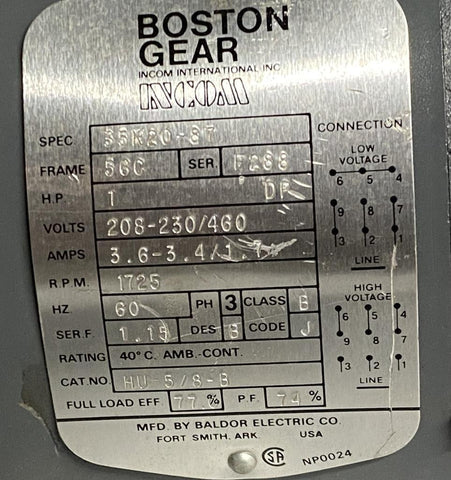 BOSTON
GEAR
INCOM INTERNATIONAL INC.
INCOM
SPEC 35K20-87 CONNECTION
FRAME 56C SER. F288 LOW VOLTAGE
H.P. 1 DP 6 5 4
VOLTS 208-230/460 9 8 7
AMPS 3.6-3.4/1.7 3 2 1
LINE
R.P.M. 1725 HIGH VOLTAGE
HZ. 60 PH 3 CLASS B 6 5 4
SER.F. 1.15 DES B CODE J 9 8 7
RATING 40°C. AMB.-CONT. 3 2 1
CAT.NO. HU 5/8-B LINE
FULL LOAD EFF. 77 % P.F. 74 %
MFD. BY BALDOR ELECTRIC CO.
FORT SMITH, ARK. USA
SA NP0024